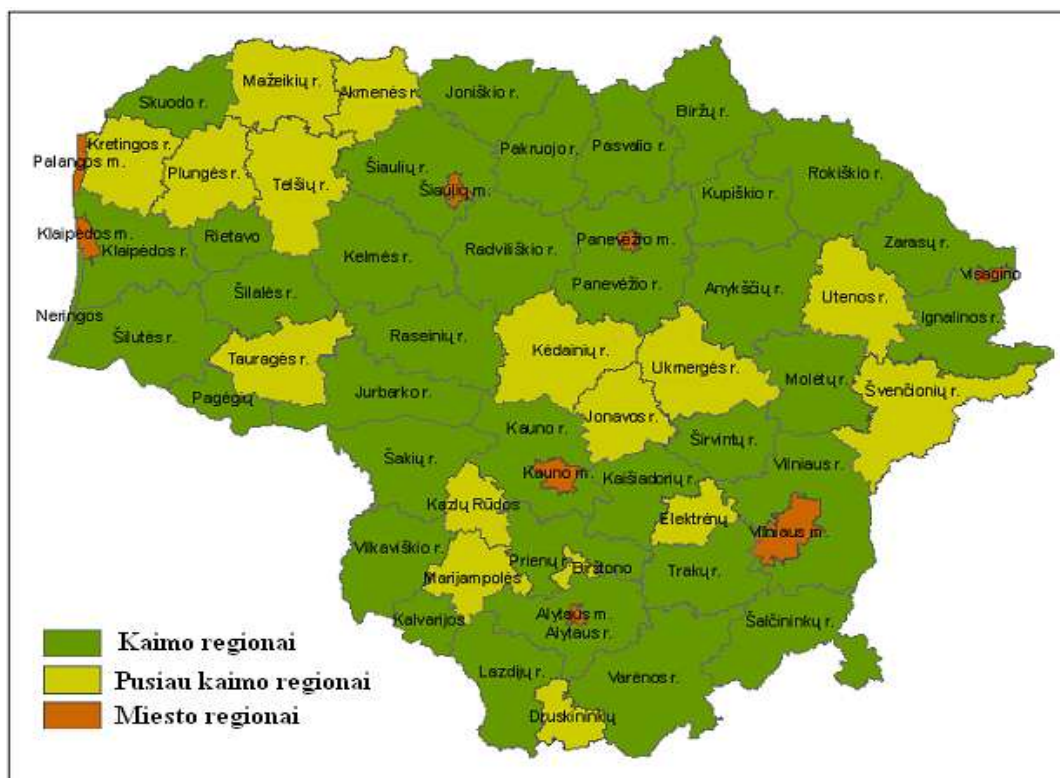 Mažeikių r.
Akmenės r.
Joniškio r.
Biržų r.
Skuodo r.
Pakruojo r.
Pasvalio r.
Kretingos r.
Palangos m.
Plungės r.
Telšių r.
Šiaulių r.
Šiaulių m.
Kupiškio r.
Rokiškio r.
Klaipėdos m.
Klaipėdos r.
Rietavo
Kelmės r.
Radviliškio r.
Panevėžio m.
Panevėžio r.
Anykščių r.
Zarasų r.
Visagino
Utenos r.
Ignalinos r.
Neringos
Šilutės r.
Šilalės r.
Raseinių r.
Tauragės r.
Kėdainių r.
Ukmergės r.
Molėtų r.
Švenčionių r.
Pagėgių
Jurbarko r.
Jonavos r.
Kauno r.
Širvintų r.
Šakių r.
Kauno m.
Kaišiadorių r.
Vilniaus r.
Kazlų Rūdos
Elektrėnų
Vilniaus m.
Vilkaviškio r.
Marijampolės
Prienų r.
Birštono
Trakų r.
Kalvarijos
Alytaus m.
Alytaus r.
Šalčininkų r.
Lazdijų r.
Varėnos r.
Druskininkų
Kaimo regionai
Pusiau kaimo regionai
Miesto regionai